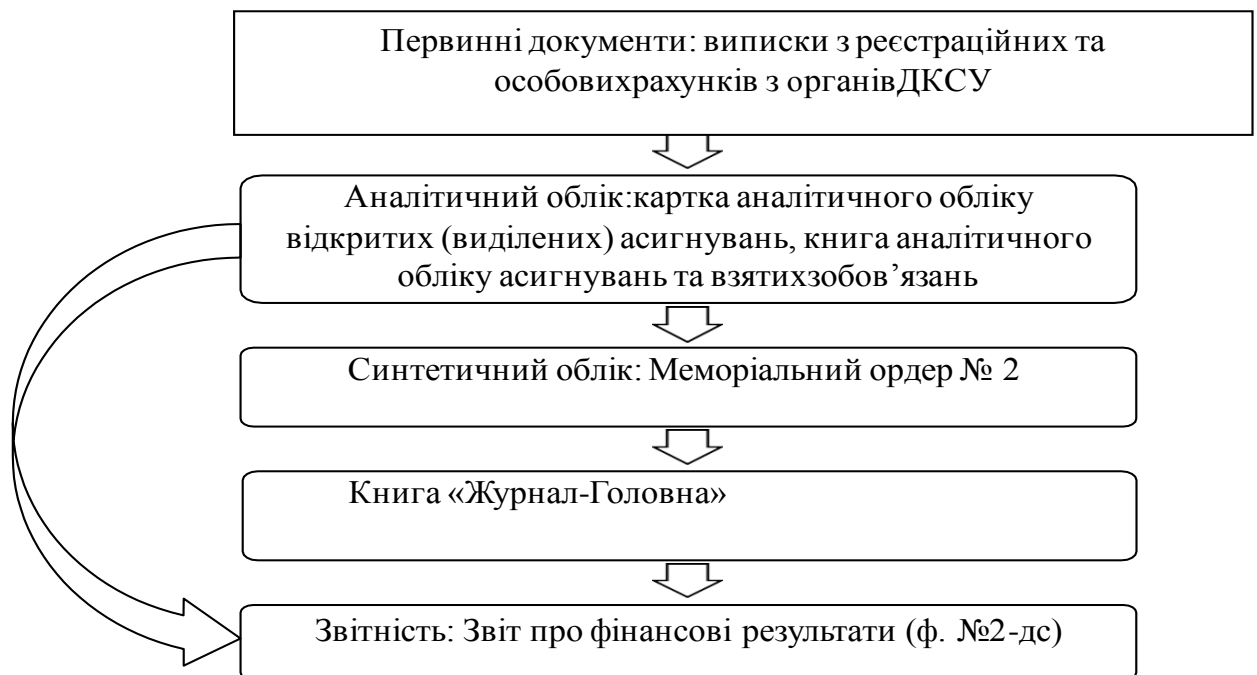 Первинні документи: виписки з реєстраційних та
особовихрахунків з органівДКСУ
Аналітичний облік:картка аналітичного обліку
відкритих (виділених) асигнувань, книга аналітичного
обліку асигнувань та взятихзобов’язань
Синтетичний облік: Меморіальний ордер № 2
Книга «Журнал-Головна»
Звітність: Звіт про фінансові результати (ф. №2-дс)